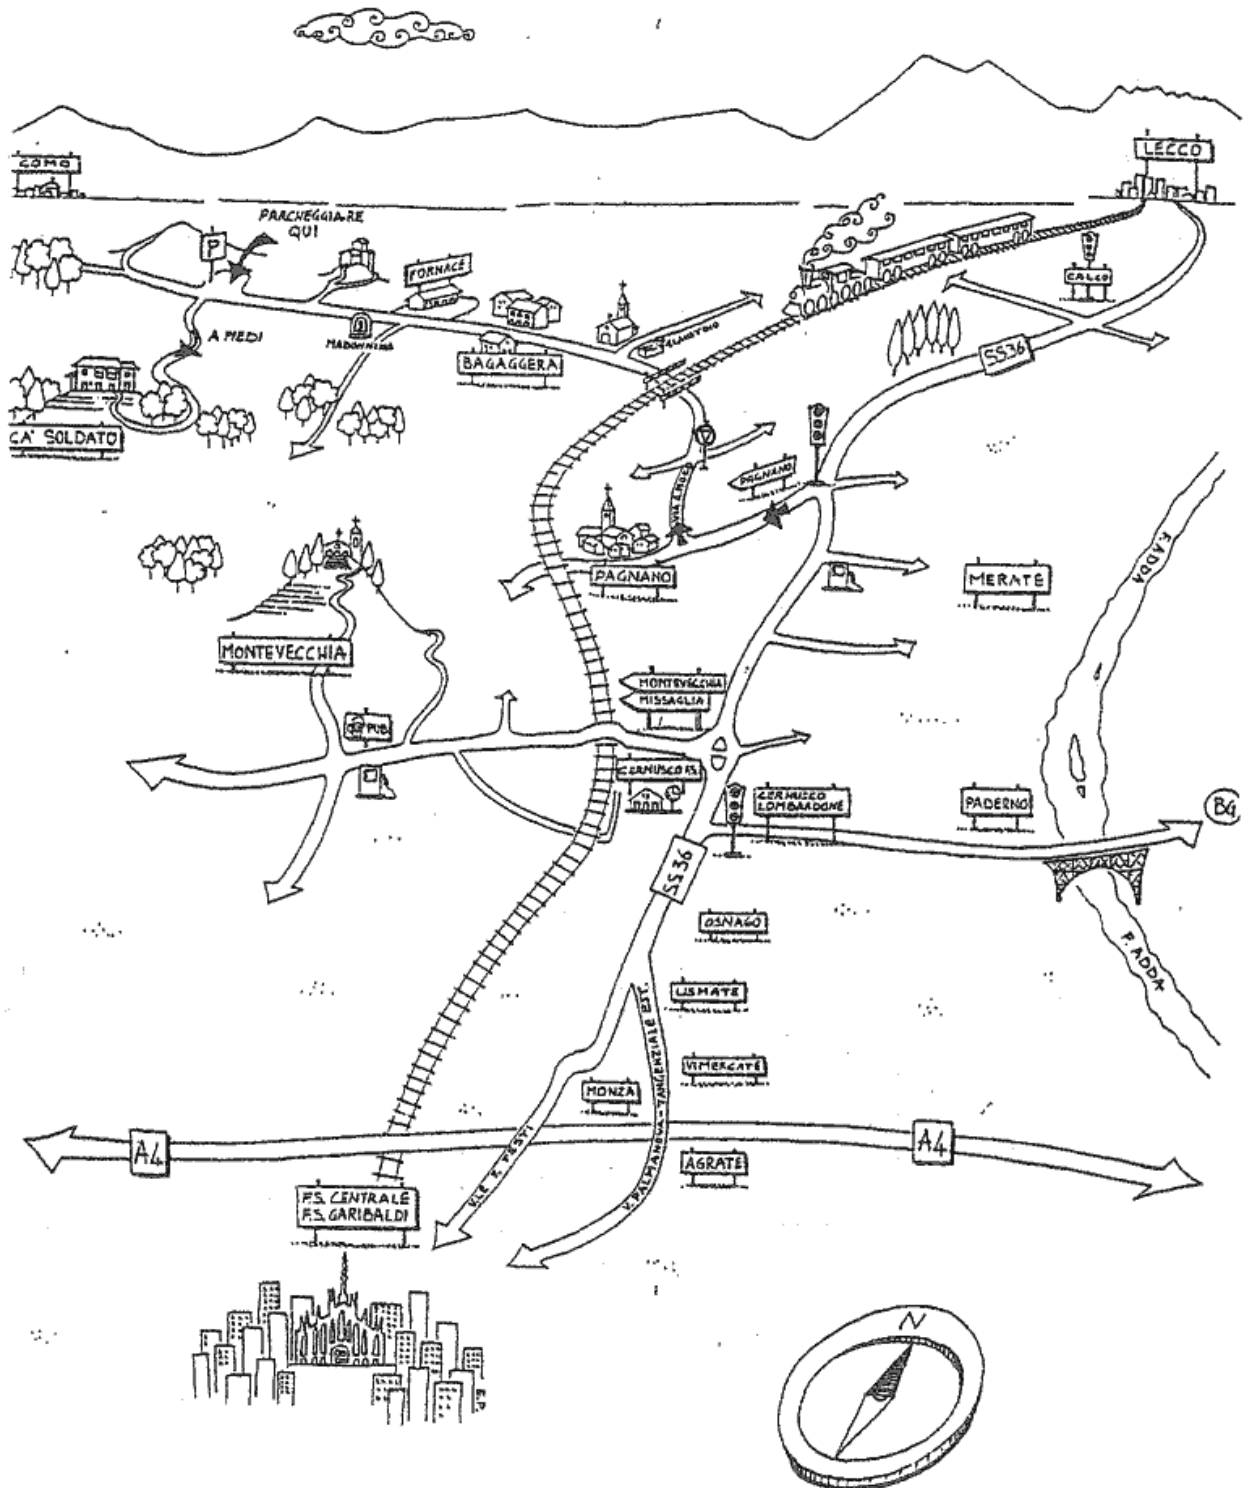 COMO
LECCO
PARCHEGGIARE
QUI
P
FORNACE
CALCO
A PIEDI
MADONNINA
BAGAGGERA
SS36
CA' SOLDATO
PAGNANO
F. ADDA
PAGNANO
MERATE
MONTEVECCHIA
MONTEVECCHIA
MISSAGLIA
PUB
CERNUSCO F.S.
CERNUSCO
LOMBARDONE
PADERNO
BG
SS36
OSNAGO
F. ADDA
USMATE
VIMERCATE
MONZA
V. PALMANOVA - TANGENZIALE EST.
V.LE F. TESTI
A4
A4
AGRATE
F.S. CENTRALE
F.S. GARIBALDI
N
E.P.